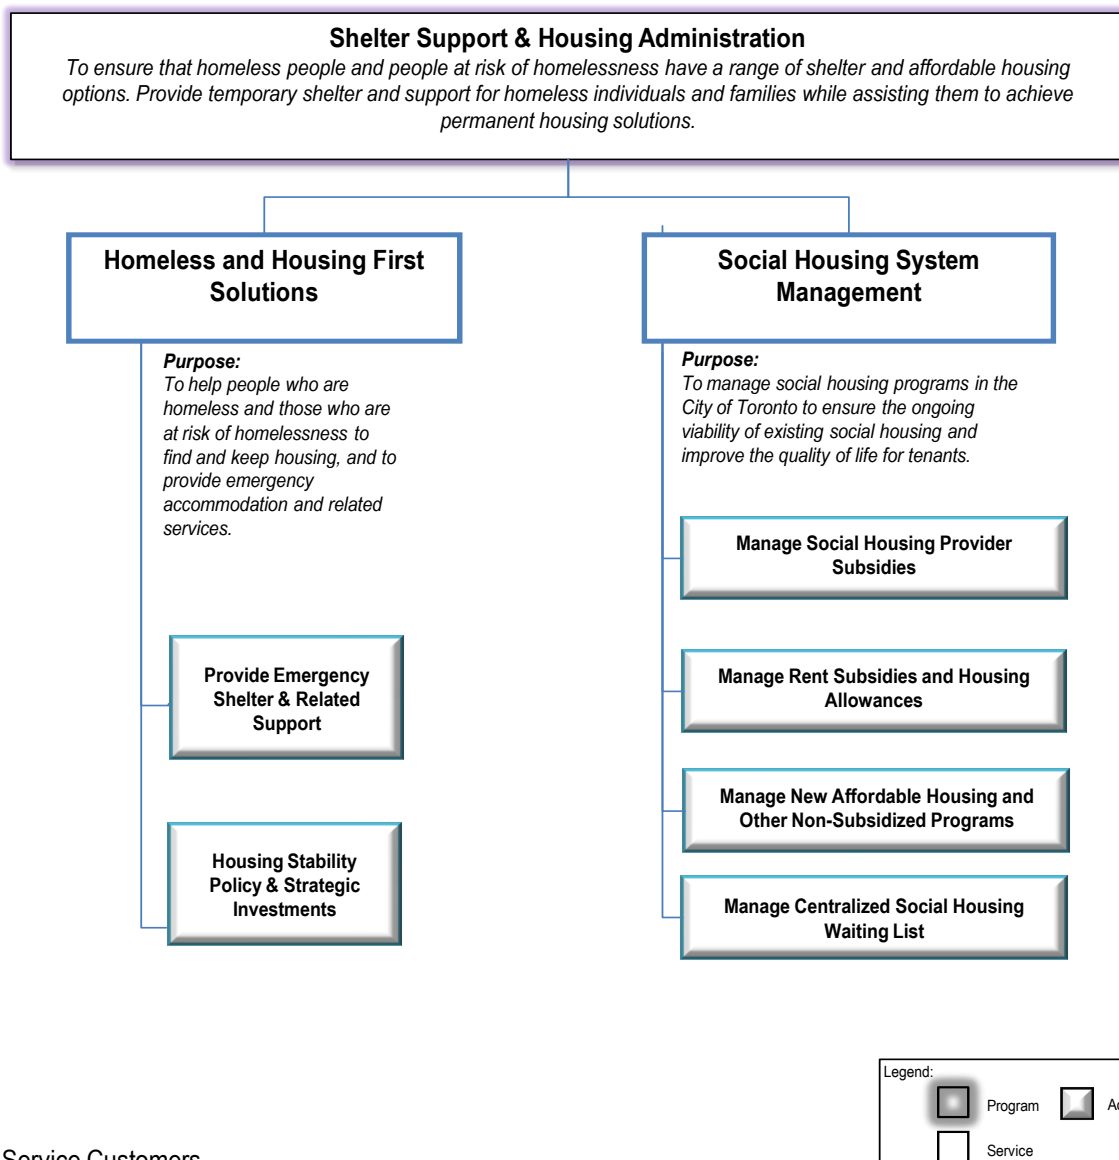 Shelter Support & Housing Administration
To ensure that homeless people and people at risk of homelessness have a range of shelter and affordable housing
options. Provide temporary shelter and support for homeless individuals and families while assisting them to achieve
permanent housing solutions.
Homeless and Housing First
Solutions
Purpose:
To help people who are
homeless and those who are
at risk of homelessness to
find and keep housing, and to
provide emergency
accommodation and related
services.
Provide Emergency
Shelter & Related
Support
Housing Stability
Policy & Strategic
Investments
Social Housing System
Management
Purpose:
To manage social housing programs in the
City of Toronto to ensure the ongoing
viability of existing social housing and
improve the quality of life for tenants.
Manage Social Housing Provider
Subsidies
Manage Rent Subsidies and Housing
Allowances
Manage New Affordable Housing and
Other Non-Subsidized Programs
Manage Centralized Social Housing
Waiting List
Legend:
Program
Service
Service Customers